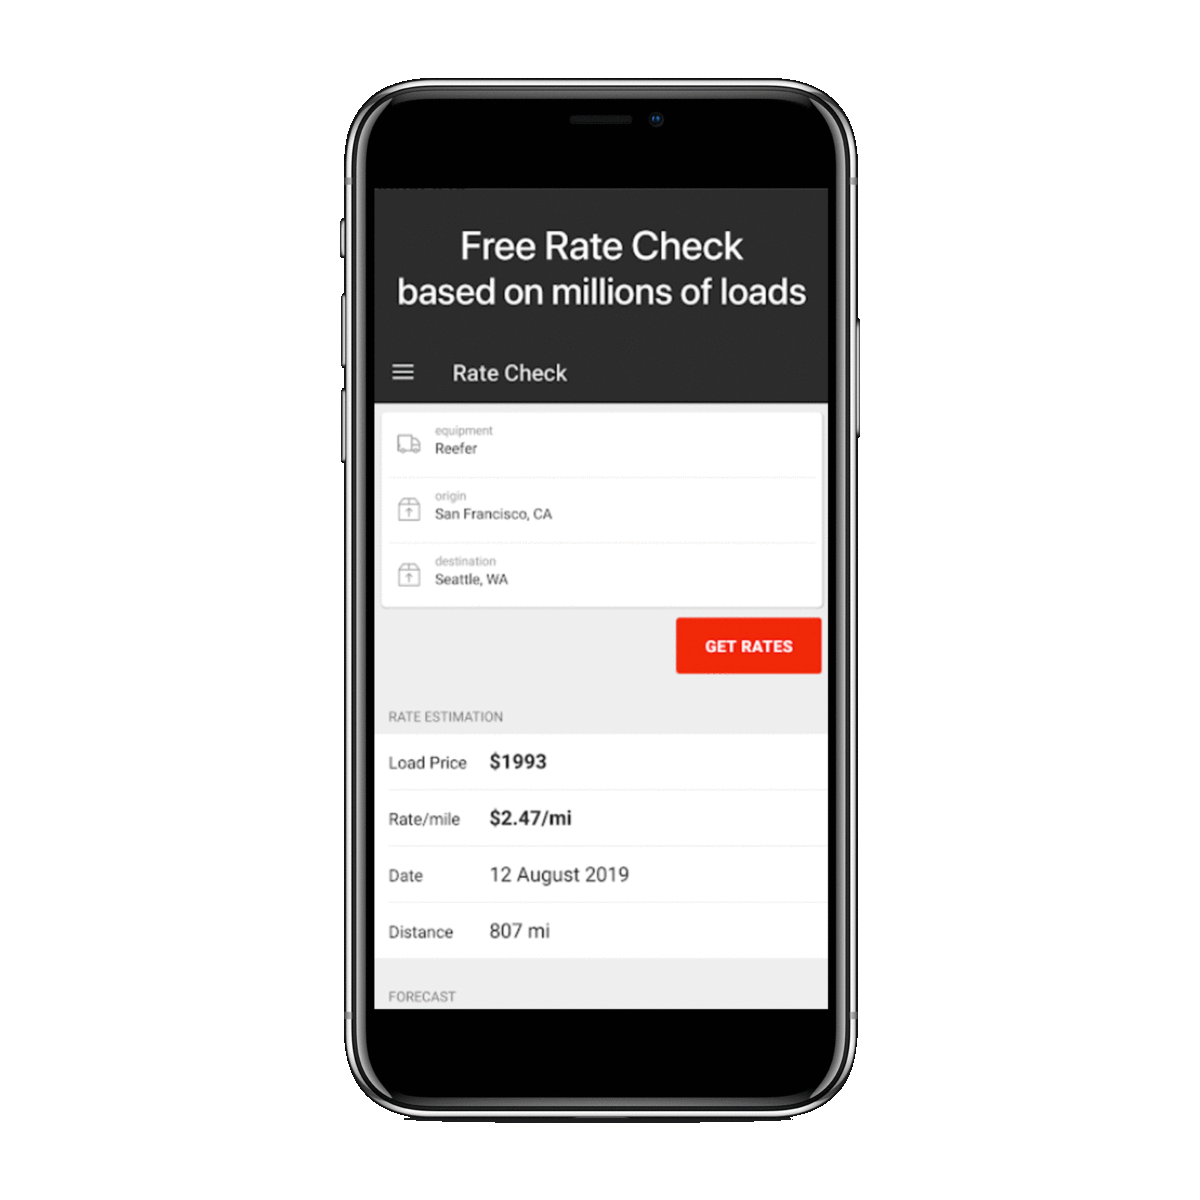 Free Rate Check
based on millions of loads
Rate Check
equipment
Reefer
origin
San Francisco, CA
destination
Seattle, WA
GET RATES
RATE ESTIMATION
Load Price $1993
Rate/mile $2.47/mi
Date 12 August 2019
Distance 807 mi
FORECAST